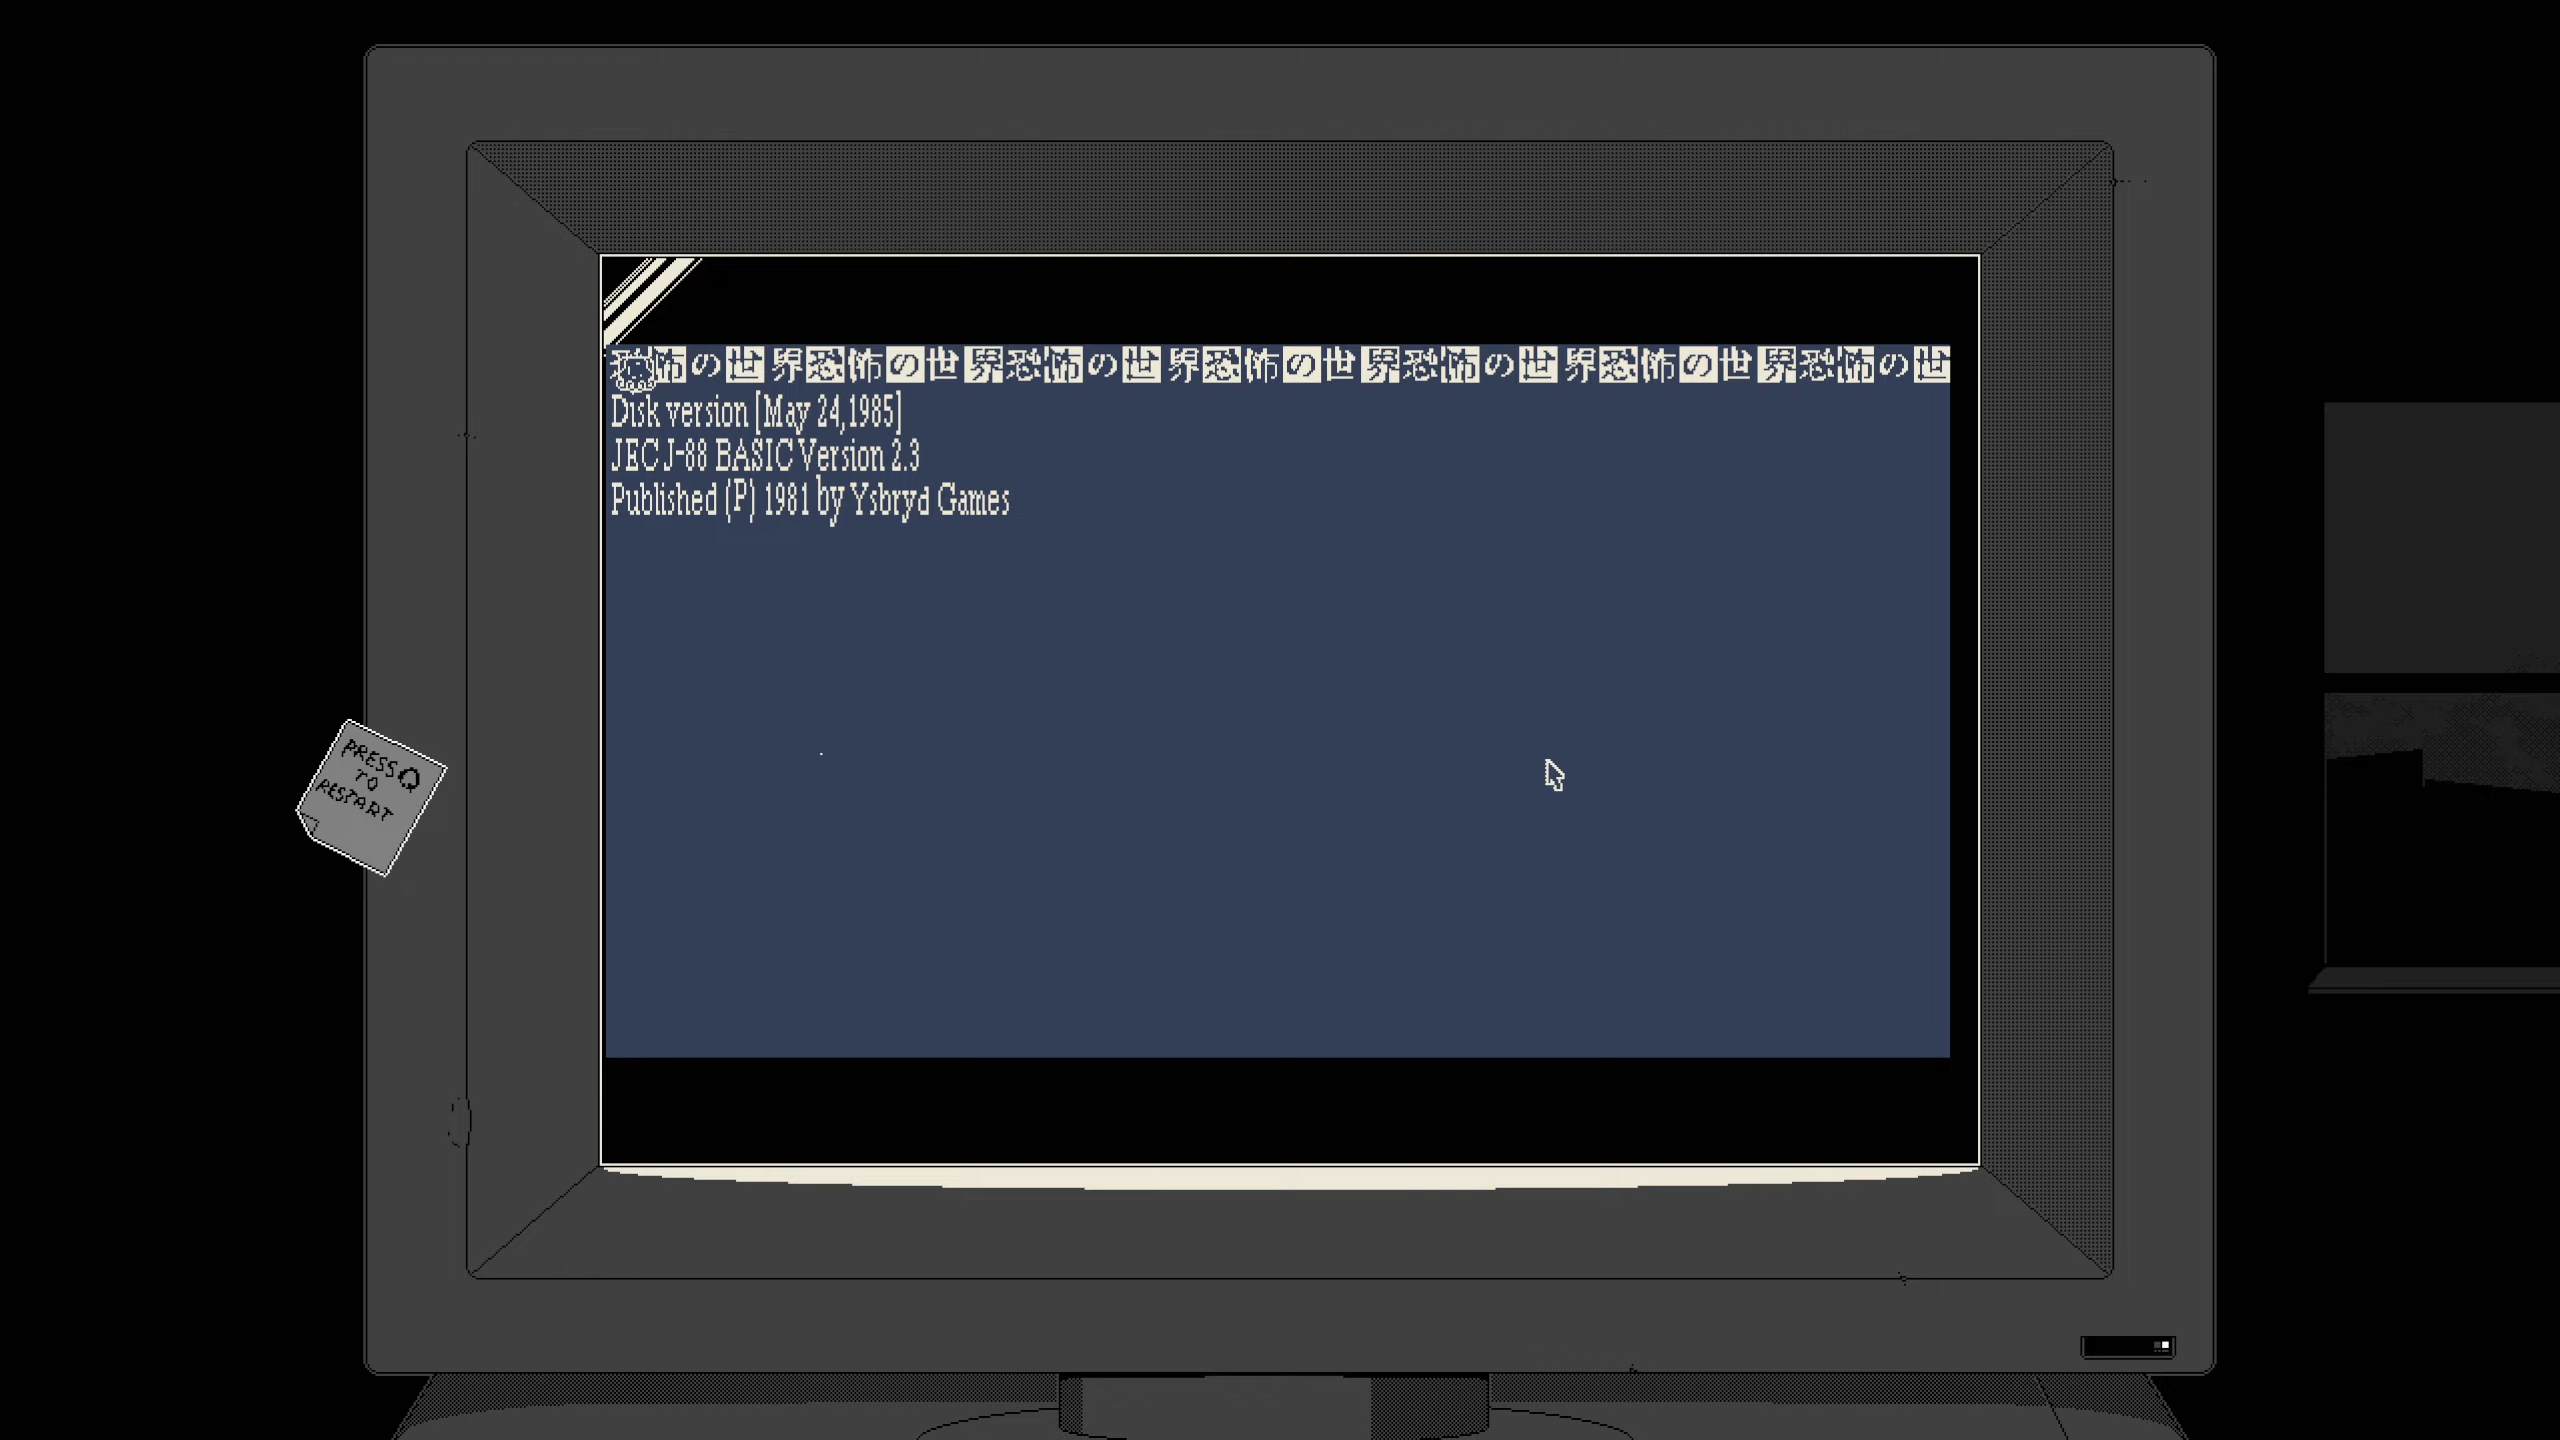 恐怖の世界恐怖の世界恐怖の世界恐怖の世界恐怖の世界恐怖の世界恐怖の世
Disk version [May 24,1985]
JEC J-88 BASIC Version 2.3
Published (P) 1981 by Ysbryd Games
PRESS Q
TO
RESTART